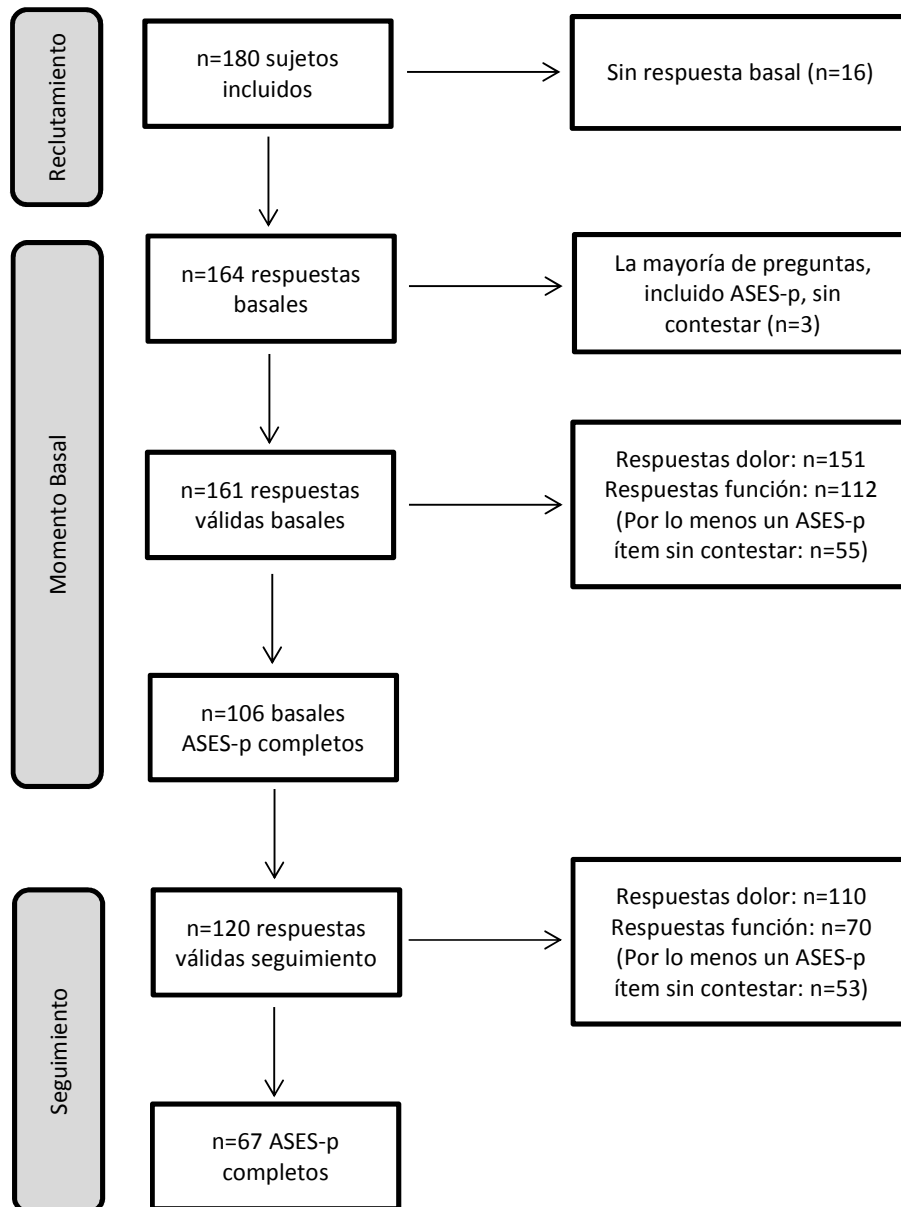 Reclutamiento
n=180 sujetos
incluidos
Sin respuesta basal (n=16)
Momento Basal
n=164 respuestas
basales
La mayoría de preguntas,
incluido ASES-p, sin
contestar (n=3)
n=161 respuestas
válidas basales
Respuestas dolor: n=151
Respuestas función: n=112
(Por lo menos un ASES-p
ítem sin contestar: n=55)
n=106 basales
ASES-p completos
Seguimiento
n=120 respuestas
válidas seguimiento
Respuestas dolor: n=110
Respuestas función: n=70
(Por lo menos un ASES-p
ítem sin contestar: n=53)
n=67 ASES-p
completos